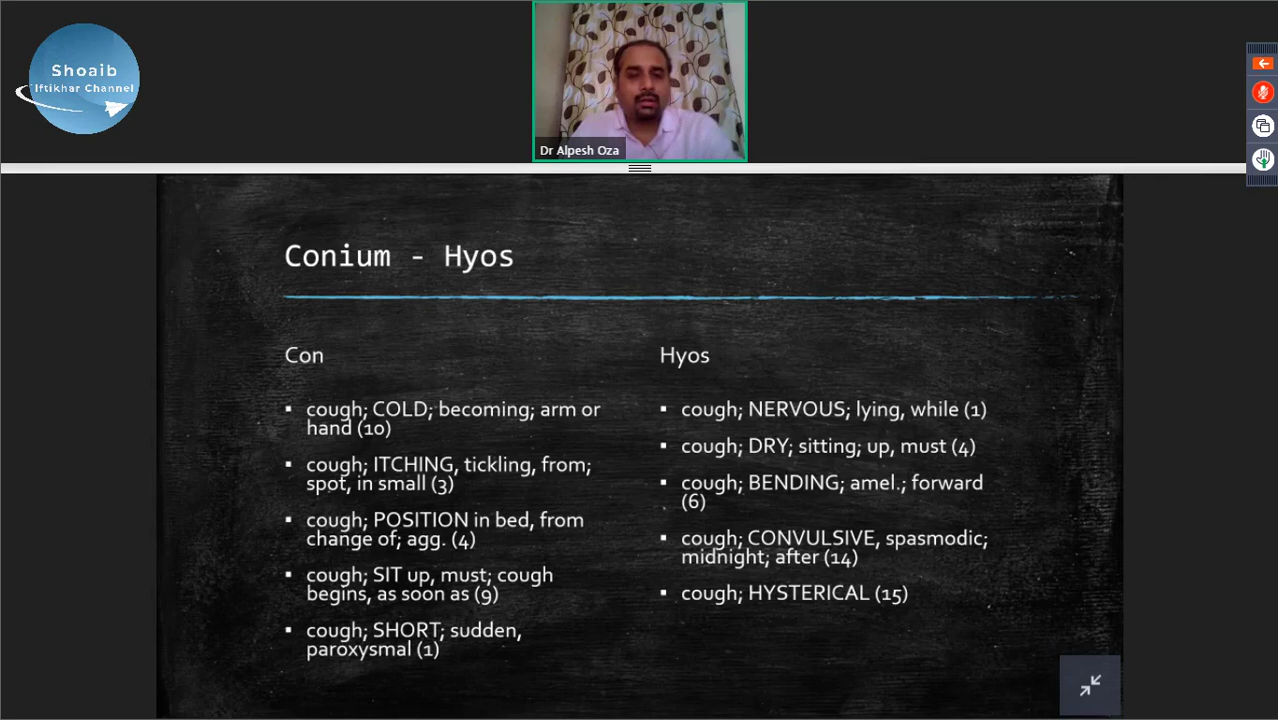 Shoaib
Iftikhar Channel
Dr Alpesh Oza
Conium - Hyos
Con
▪ cough; COLD; becoming; arm or
hand (10)
▪ cough; ITCHING, tickling, from;
spot, in small (3)
▪ cough; POSITION in bed, from
change of; agg. (4)
▪ cough; SIT up, must; cough
begins, as soon as (9)
▪ cough; SHORT; sudden,
paroxysmal (1)
Hyos
▪ cough; NERVOUS; lying, while (1)
▪ cough; DRY; sitting; up, must (4)
▪ cough; BENDING; amel.; forward
(6)
▪ cough; CONVULSIVE, spasmodic;
midnight; after (14)
▪ cough; HYSTERICAL (15)